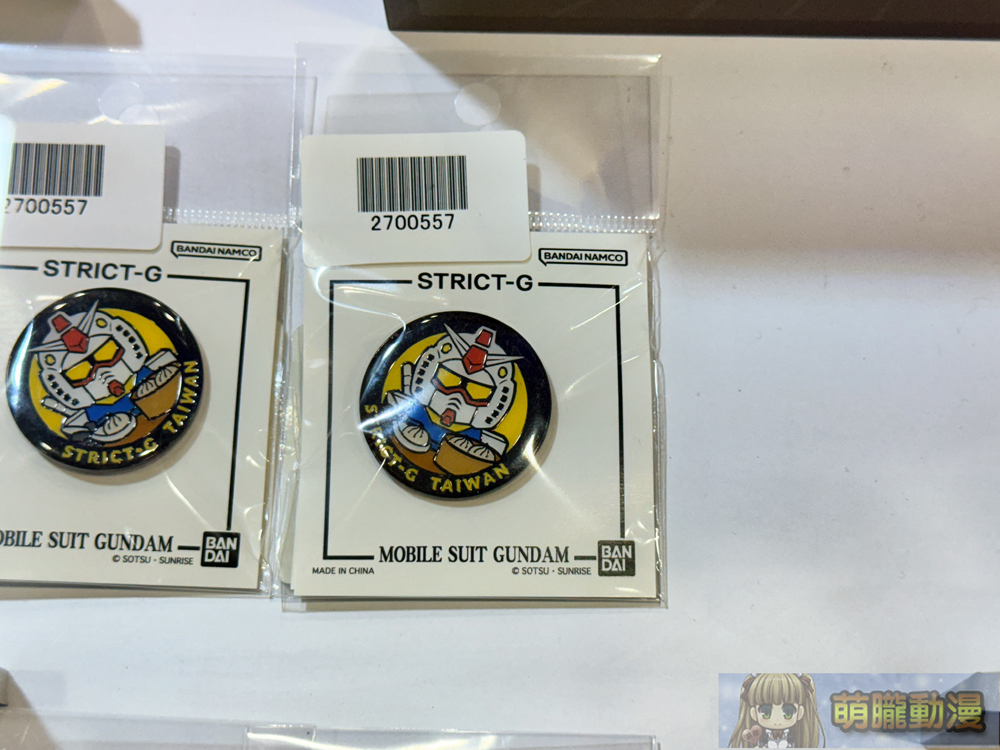 2700557
BANDAI NAMCO
STRICT-G
STRICT-G TAIWAN
MOBILE SUIT GUNDAM
BAN
DAI
© SOTSU・SUNRISE
2700557
BANDAI NAMCO
STRICT-G
STRICT-G TAIWAN
MOBILE SUIT GUNDAM
BAN
DAI
MADE IN CHINA
© SOTSU・SUNRISE
萌朧動漫